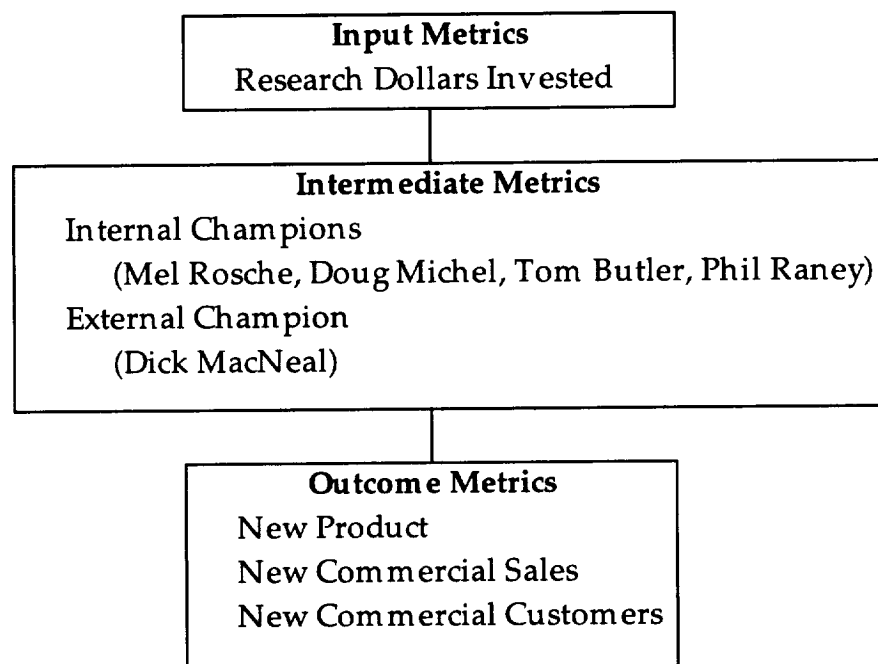 Input Metrics
Research Dollars Invested
Intermediate Metrics
Internal Champions
(Mel Rosche, Doug Michel, Tom Butler, Phil Raney)
External Champion
(Dick MacNeal)
Outcome Metrics
New Product
New Commercial Sales
New Commercial Customers